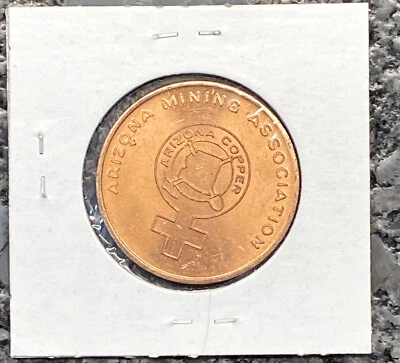 ARIZONA MINING ASSOCIATION
ARIZONA COPPER